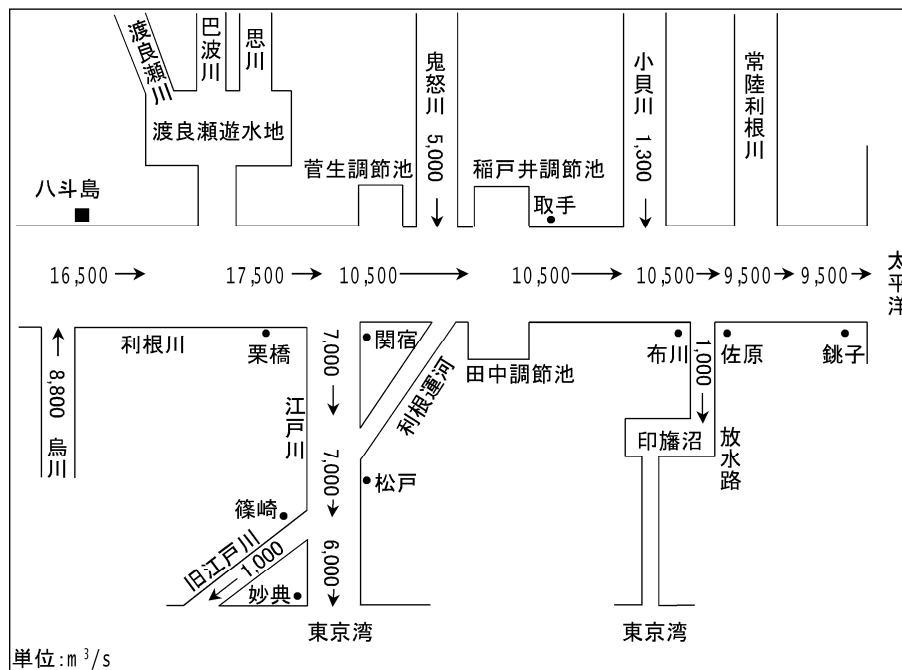 渡良瀬川
巴波川
思川
鬼怒川
5,000
小貝川
1,300
常陸利根川
渡良瀬遊水地
菅生調節池
稲戸井調節池
取手
八斗島
16,500
17,500
10,500
10,500
10,500
9,500
9,500
太平洋
利根川
栗橋
7,000
関宿
利根運河
田中調節池
布川
1,000
佐原
銚子
8,800
烏川
江戸川
印旛沼
放水路
7,000
松戸
篠崎
旧江戸川
1,000
6,000
妙典
東京湾
東京湾
単位:m³/s